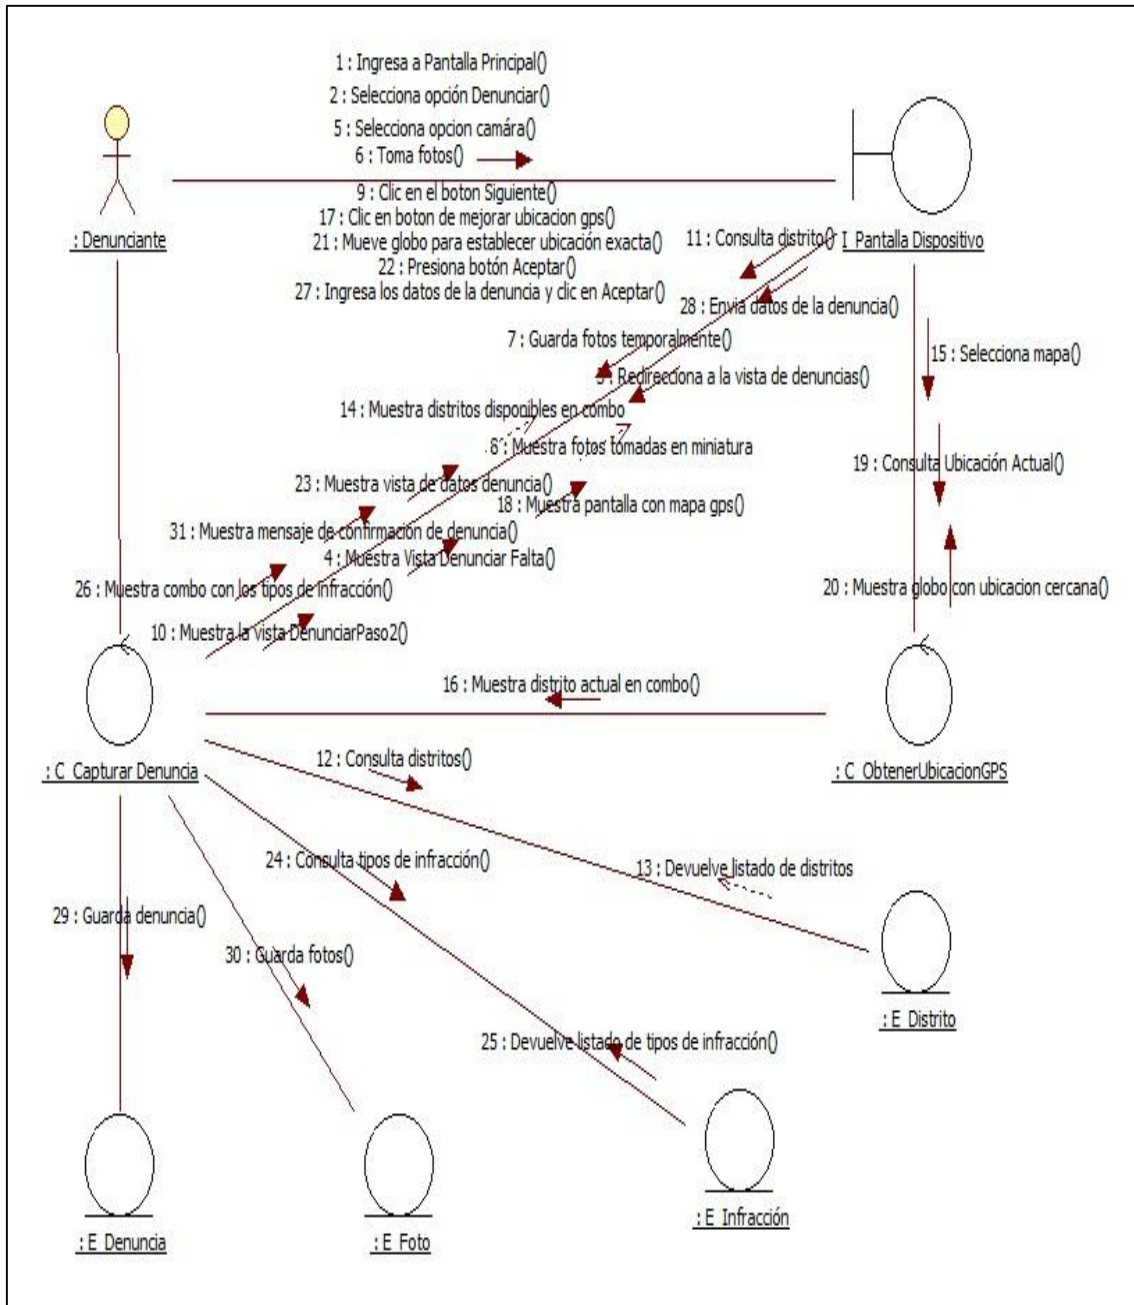 1 : Ingresa a Pantalla Principal()
2 : Selecciona opción Denunciar()
5 : Selecciona opcion camára()
6 : Toma fotos()
9 : Clic en el boton Siguiente()
17 : Clic en boton de mejorar ubicacion gps()
: Denunciante
21 : Mueve globo para establecer ubicación exacta()
11 : Consulta distrito()
I_Pantalla Dispositivo
22 : Presiona botón Aceptar()
27 : Ingresa los datos de la denuncia y clic en Aceptar()
28 : Envia datos de la denuncia()
7 : Guarda fotos temporalmente()
15 : Selecciona mapa()
: Redirecciona a la vista de denuncias()
14 : Muestra distritos disponibles en combo
8 : Muestra fotos tomadas en miniatura
19 : Consulta Ubicación Actual()
23 : Muestra vista de datos denuncia()
18 : Muestra pantalla con mapa gps()
31 : Muestra mensaje de confirmación de denuncia()
4 : Muestra Vista Denunciar Falta()
26 : Muestra combo con los tipos de infracción()
20 : Muestra globo con ubicacion cercana()
10 : Muestra la vista DenunciarPaso2()
16 : Muestra distrito actual en combo()
12 : Consulta distritos()
: C_Capturar Denuncia
: C_ObtenerUbicacionGPS
24 : Consulta tipos de infracción()
13 : Devuelve listado de distritos
29 : Guarda denuncia()
30 : Guarda fotos()
: E_Distrito
25 : Devuelve listado de tipos de infracción()
: E_Infracción
: E_Denuncia
: E_Foto